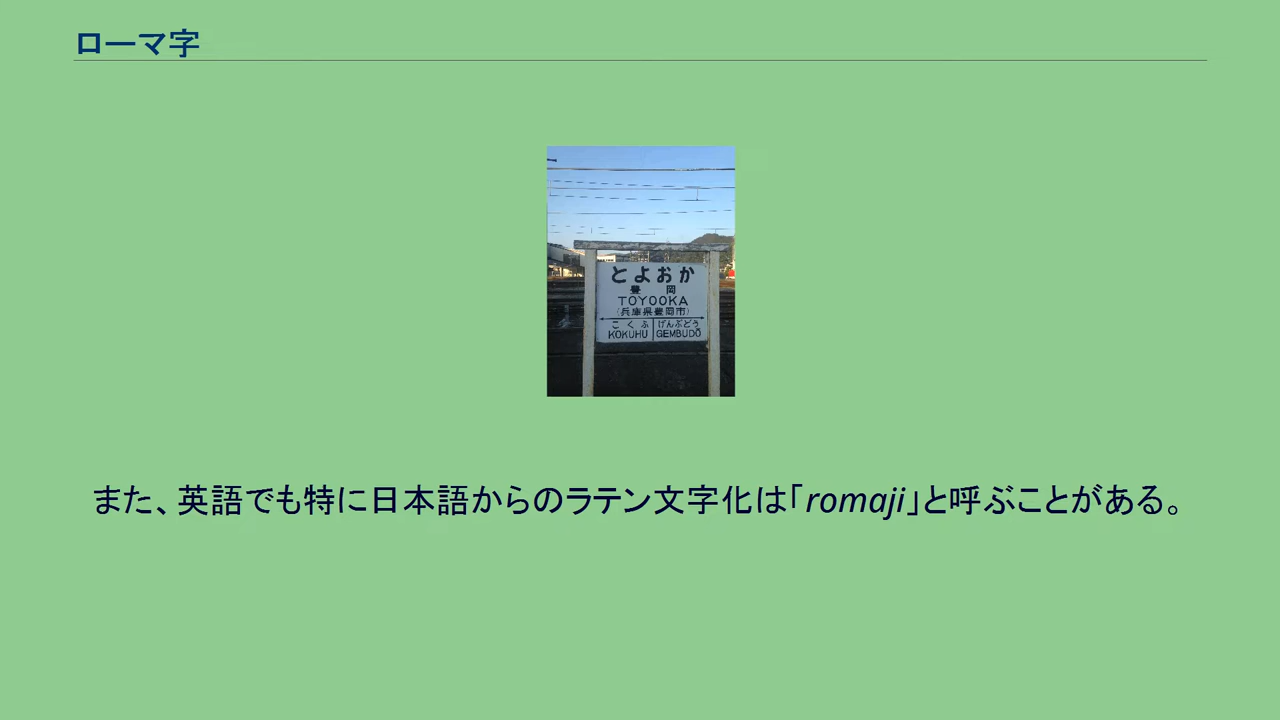 ローマ字
とよおか
豊 岡
TOYOOKA
(兵庫県豊岡市)
こくふ げんぶどう
KOKUHU GEMBUDŌ
また、英語でも特に日本語からのラテン文字化は「romaji」と呼ぶことがある。